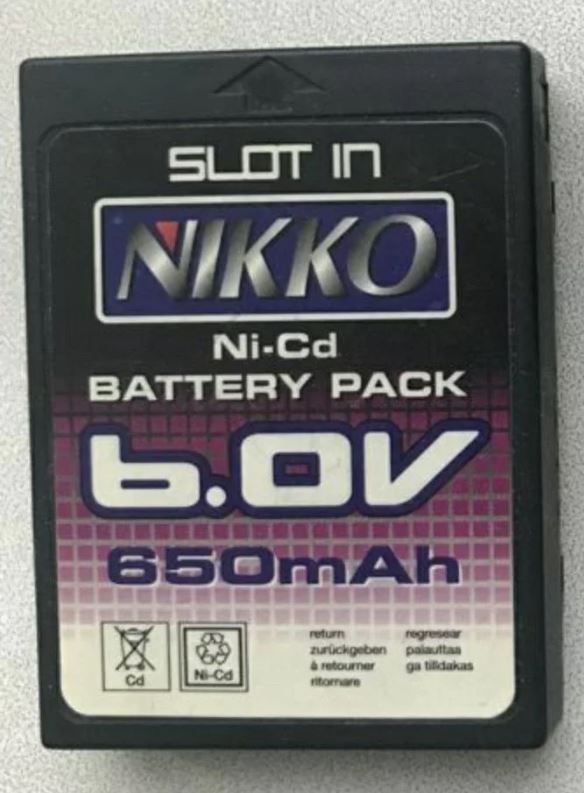 SLOT IN
NIKKO
Ni-Cd
BATTERY PACK
6.0V
650mAh
Cd
Ni-Cd
return
zurückgeben
à retourner
ritornare
regresear
palauttaa
ga tilldakas